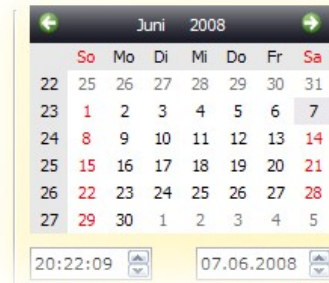 Juni 2008
So Mo Di Mi Do Fr Sa
22 25 26 27 28 29 30 31
23 1 2 3 4 5 6 7
24 8 9 10 11 12 13 14
25 15 16 17 18 19 20 21
26 22 23 24 25 26 27 28
27 29 30 1 2 3 4 5
20:22:09 07.06.2008